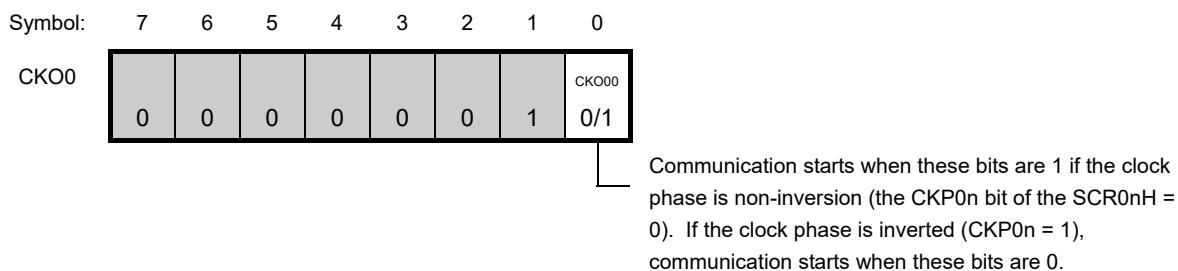 Symbol: 7 6 5 4 3 2 1 0
CKO0
CKO00
0 0 0 0 0 0 1 0/1
Communication starts when these bits are 1 if the clock
phase is non-inversion (the CKP0n bit of the SCR0nH =
0). If the clock phase is inverted (CKP0n = 1),
communication starts when these bits are 0.